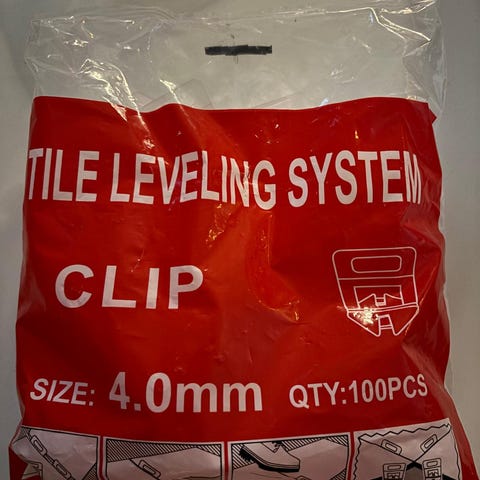 TILE LEVELING SYSTEM
CLIP
SIZE: 4.0mm QTY:100PCS